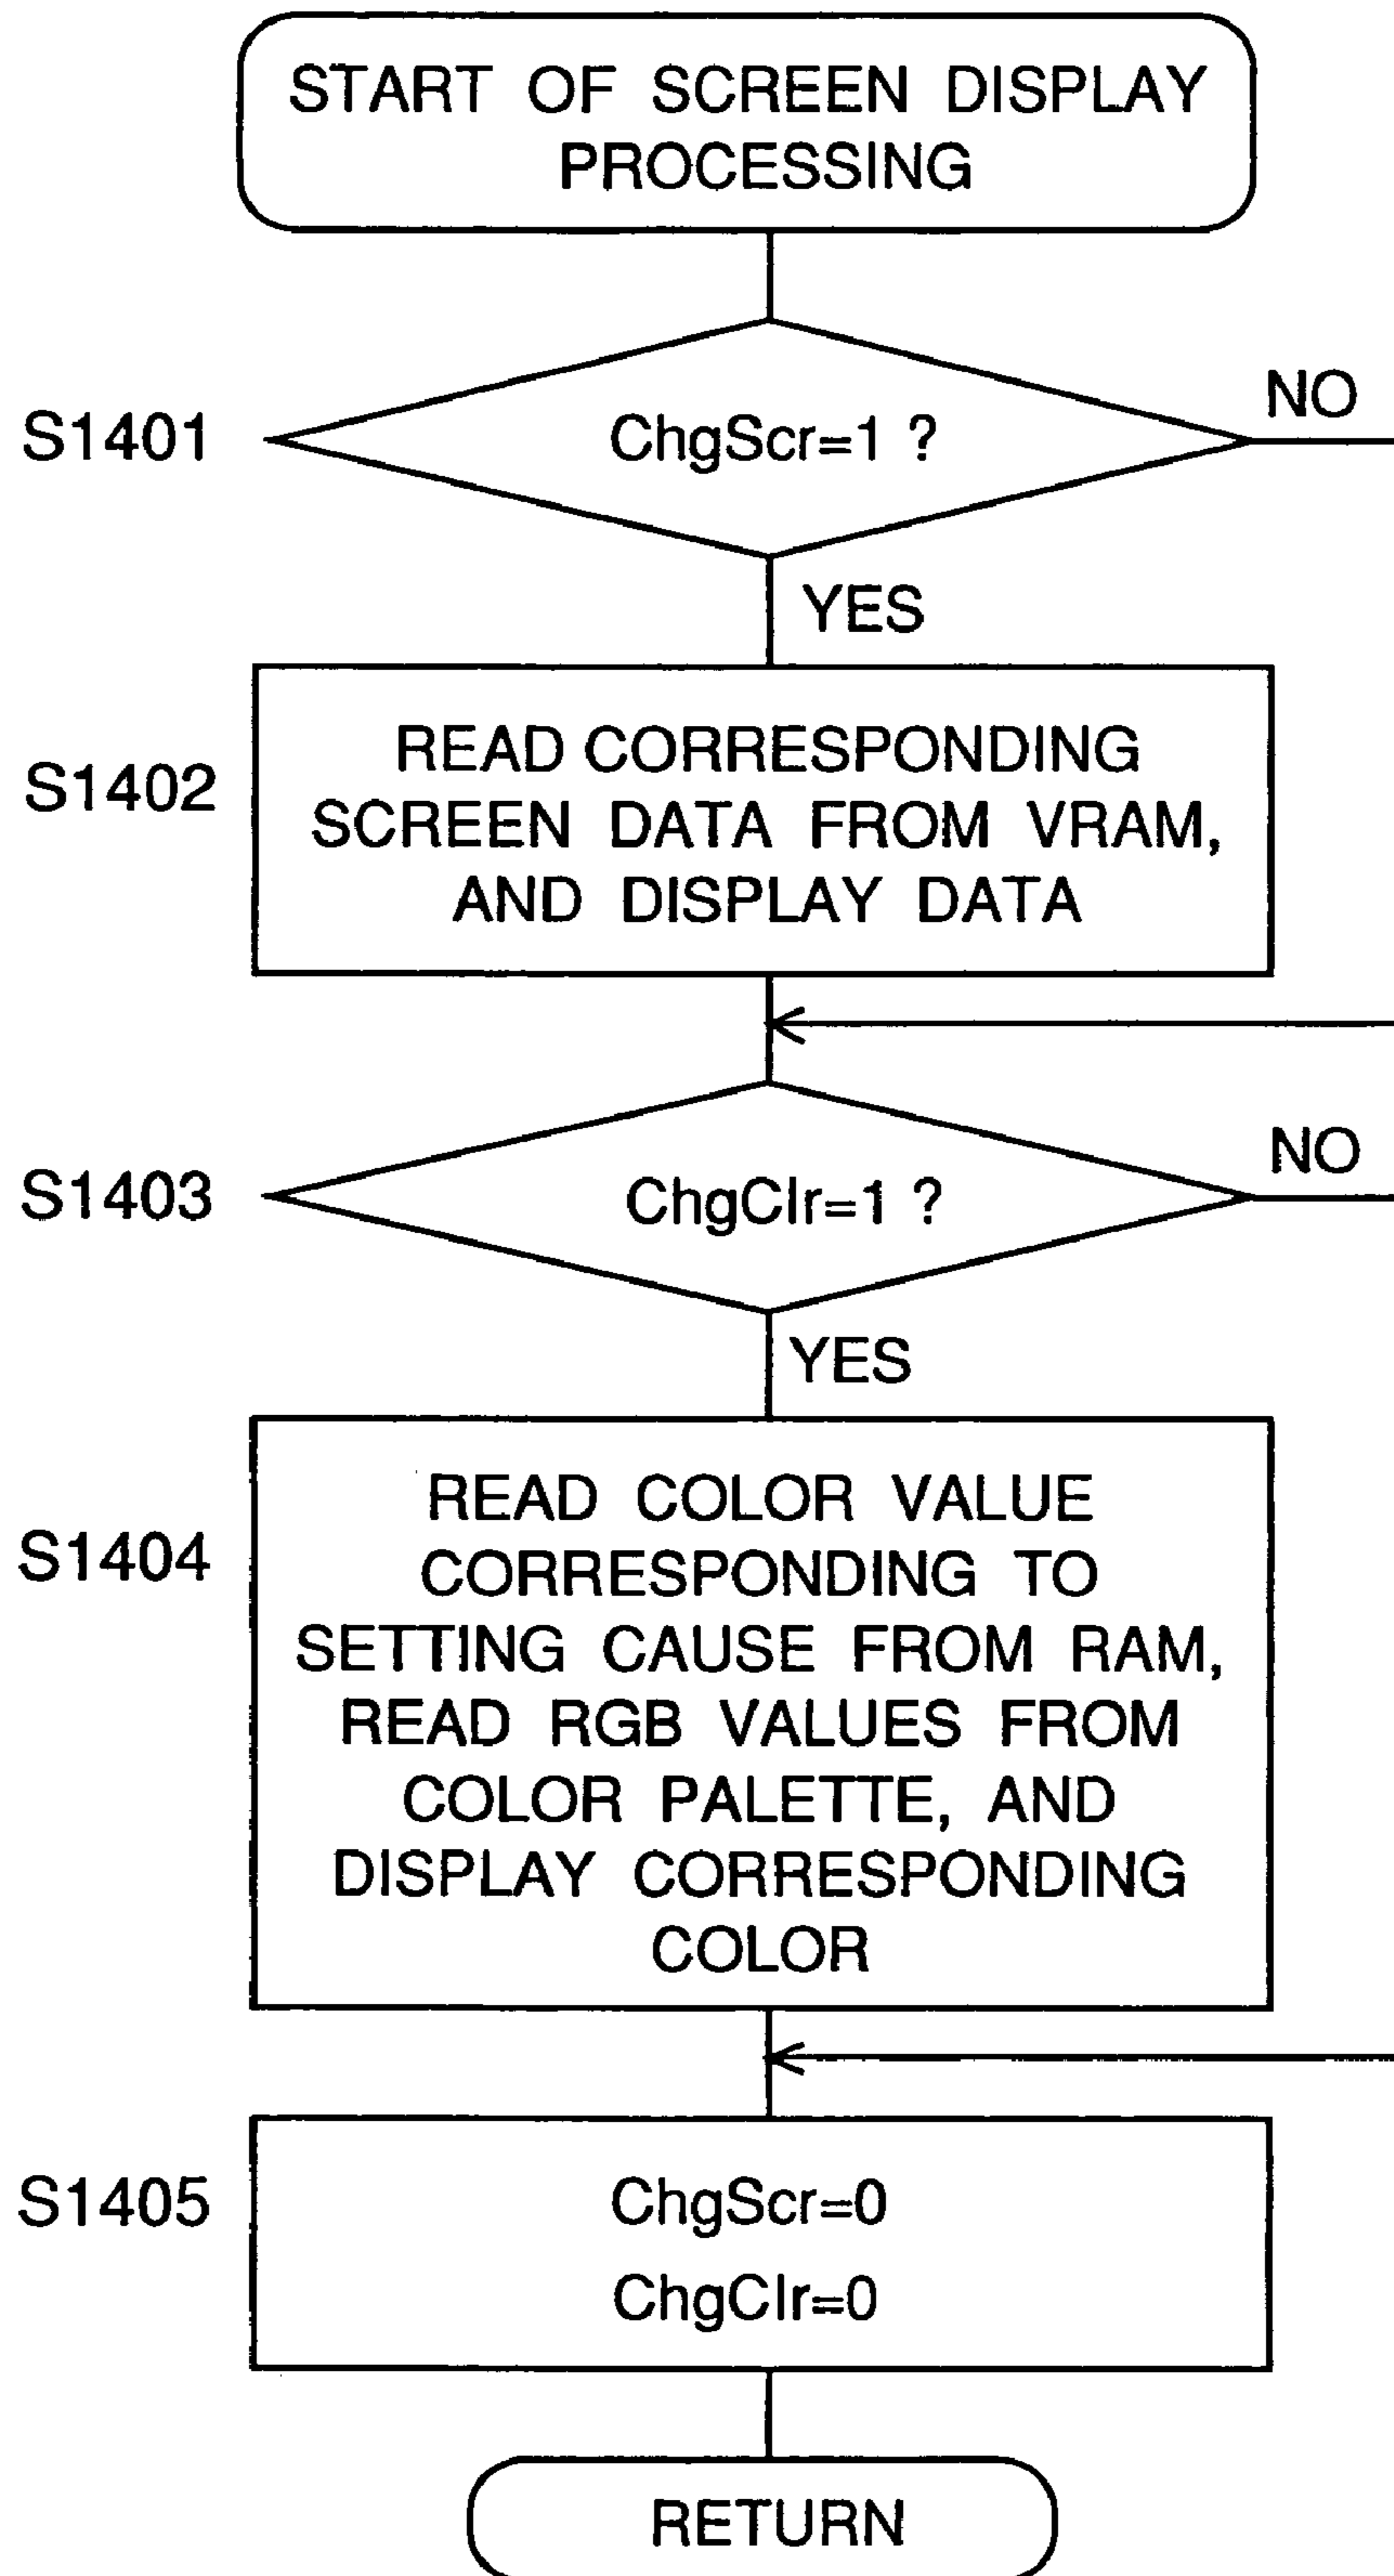 START OF SCREEN DISPLAY
PROCESSING
S1401
ChgScr=1 ?
NO
YES
S1402
READ CORRESPONDING
SCREEN DATA FROM VRAM,
AND DISPLAY DATA
S1403
ChgClr=1 ?
NO
YES
S1404
READ COLOR VALUE
CORRESPONDING TO
SETTING CAUSE FROM RAM,
READ RGB VALUES FROM
COLOR PALETTE, AND
DISPLAY CORRESPONDING
COLOR
S1405
ChgScr=0
ChgClr=0
RETURN